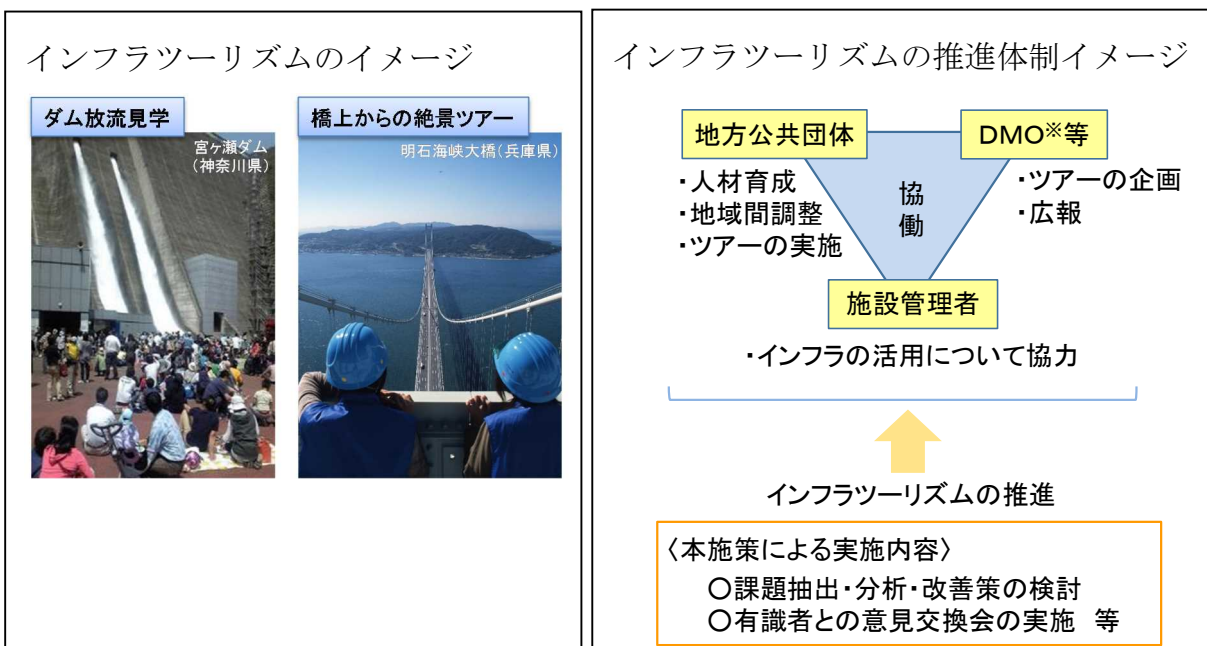 インフラツーリズムのイメージ
ダム放流見学
宮ヶ瀬ダム
(神奈川県)
橋上からの絶景ツアー
明石海峡大橋(兵庫県)
インフラツーリズムの推進体制イメージ
地方公共団体
・人材育成
・地域間調整
・ツアーの実施
協
働
DMO※等
・ツアーの企画
・広報
施設管理者
・インフラの活用について協力
インフラツーリズムの推進
〈本施策による実施内容〉
○課題抽出・分析・改善策の検討
○有識者との意見交換会の実施 等